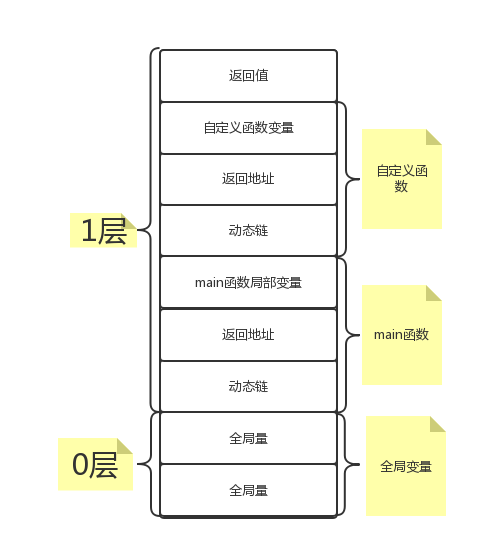 返回值
自定义函数变量
返回地址
动态链
main函数局部变量
返回地址
动态链
全局量
全局量
1层
0层
自定义函
数
main函数
全局变量